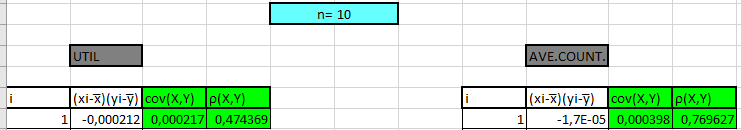 n= 10
UTIL AVE.COUNT.
i (xi-x̅)(yi-y̅) cov(X,Y) ρ(X,Y) i (xi-x̅)(yi-y̅) cov(X,Y) ρ(X,Y)
1 -0,000212 0,000217 0,474369 1 -1,7E-05 0,000398 0,769627